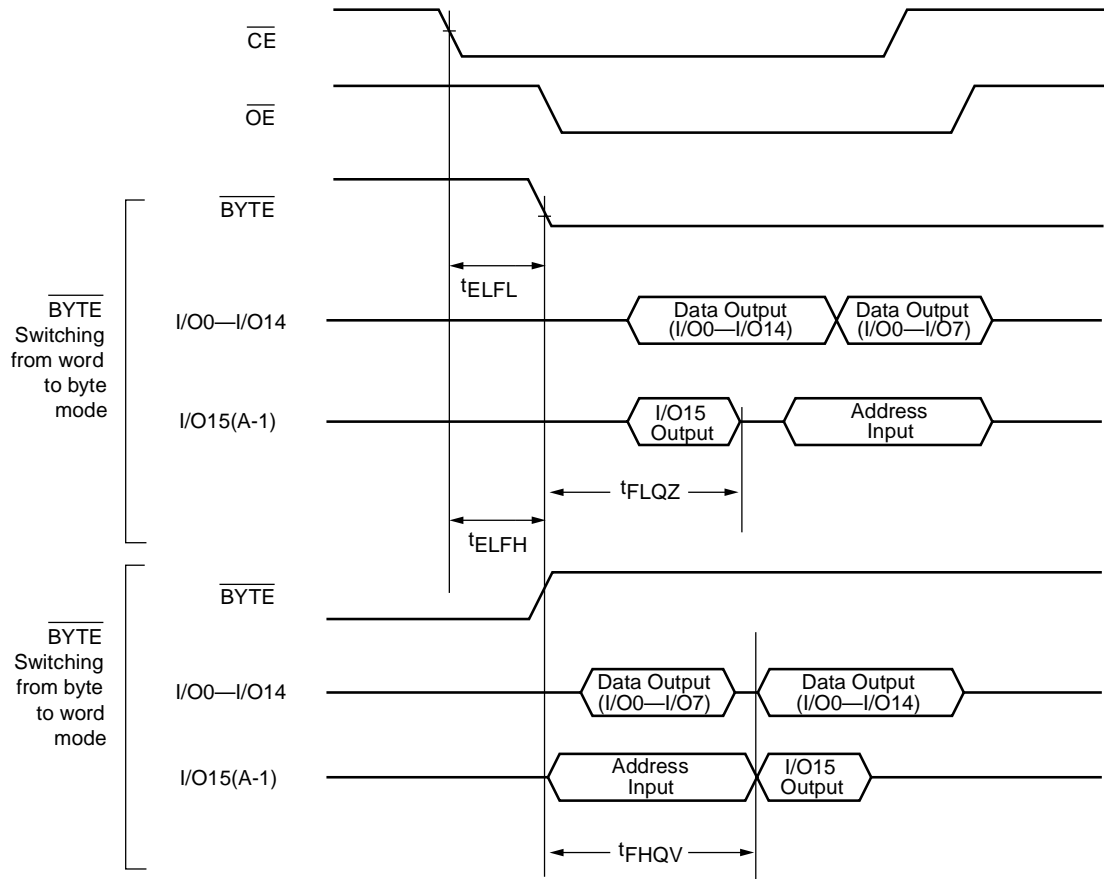 CE
OE
BYTE
tELFL
BYTE
Switching
from word
to byte
mode
I/O0—I/O14
Data Output
(I/O0—I/O14)
Data Output
(I/O0—I/O7)
I/O15(A-1)
I/O15
Output
Address
Input
tFLQZ
tELFH
BYTE
BYTE
Switching
from byte
to word
mode
I/O0—I/O14
Data Output
(I/O0—I/O7)
Data Output
(I/O0—I/O14)
I/O15(A-1)
Address
Input
I/O15
Output
tFHQV